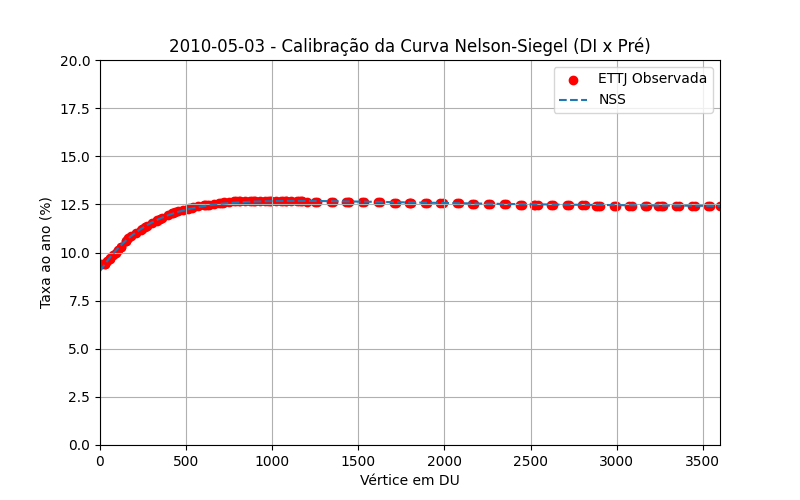 2010-05-03 - Calibração da Curva Nelson-Siegel (DI x Pré)
ETTJ Observada
NSS
Taxa ao ano (%)
20.0
17.5
15.0
12.5
10.0
7.5
5.0
2.5
0.0
0 500 1000 1500 2000 2500 3000 3500
Vértice em DU